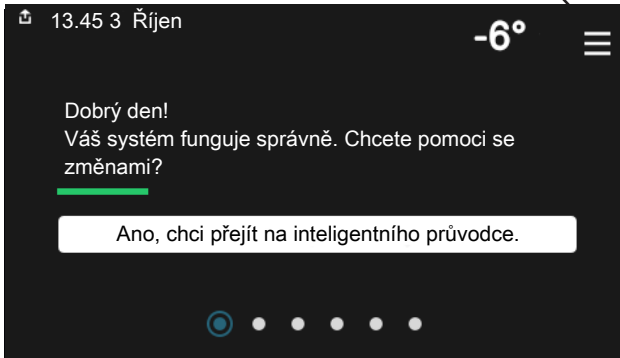 13.45 3 Říjen
-6°
Dobrý den!
Váš systém funguje správně. Chcete pomoci se
změnami?
Ano, chci přejít na inteligentního průvodce.